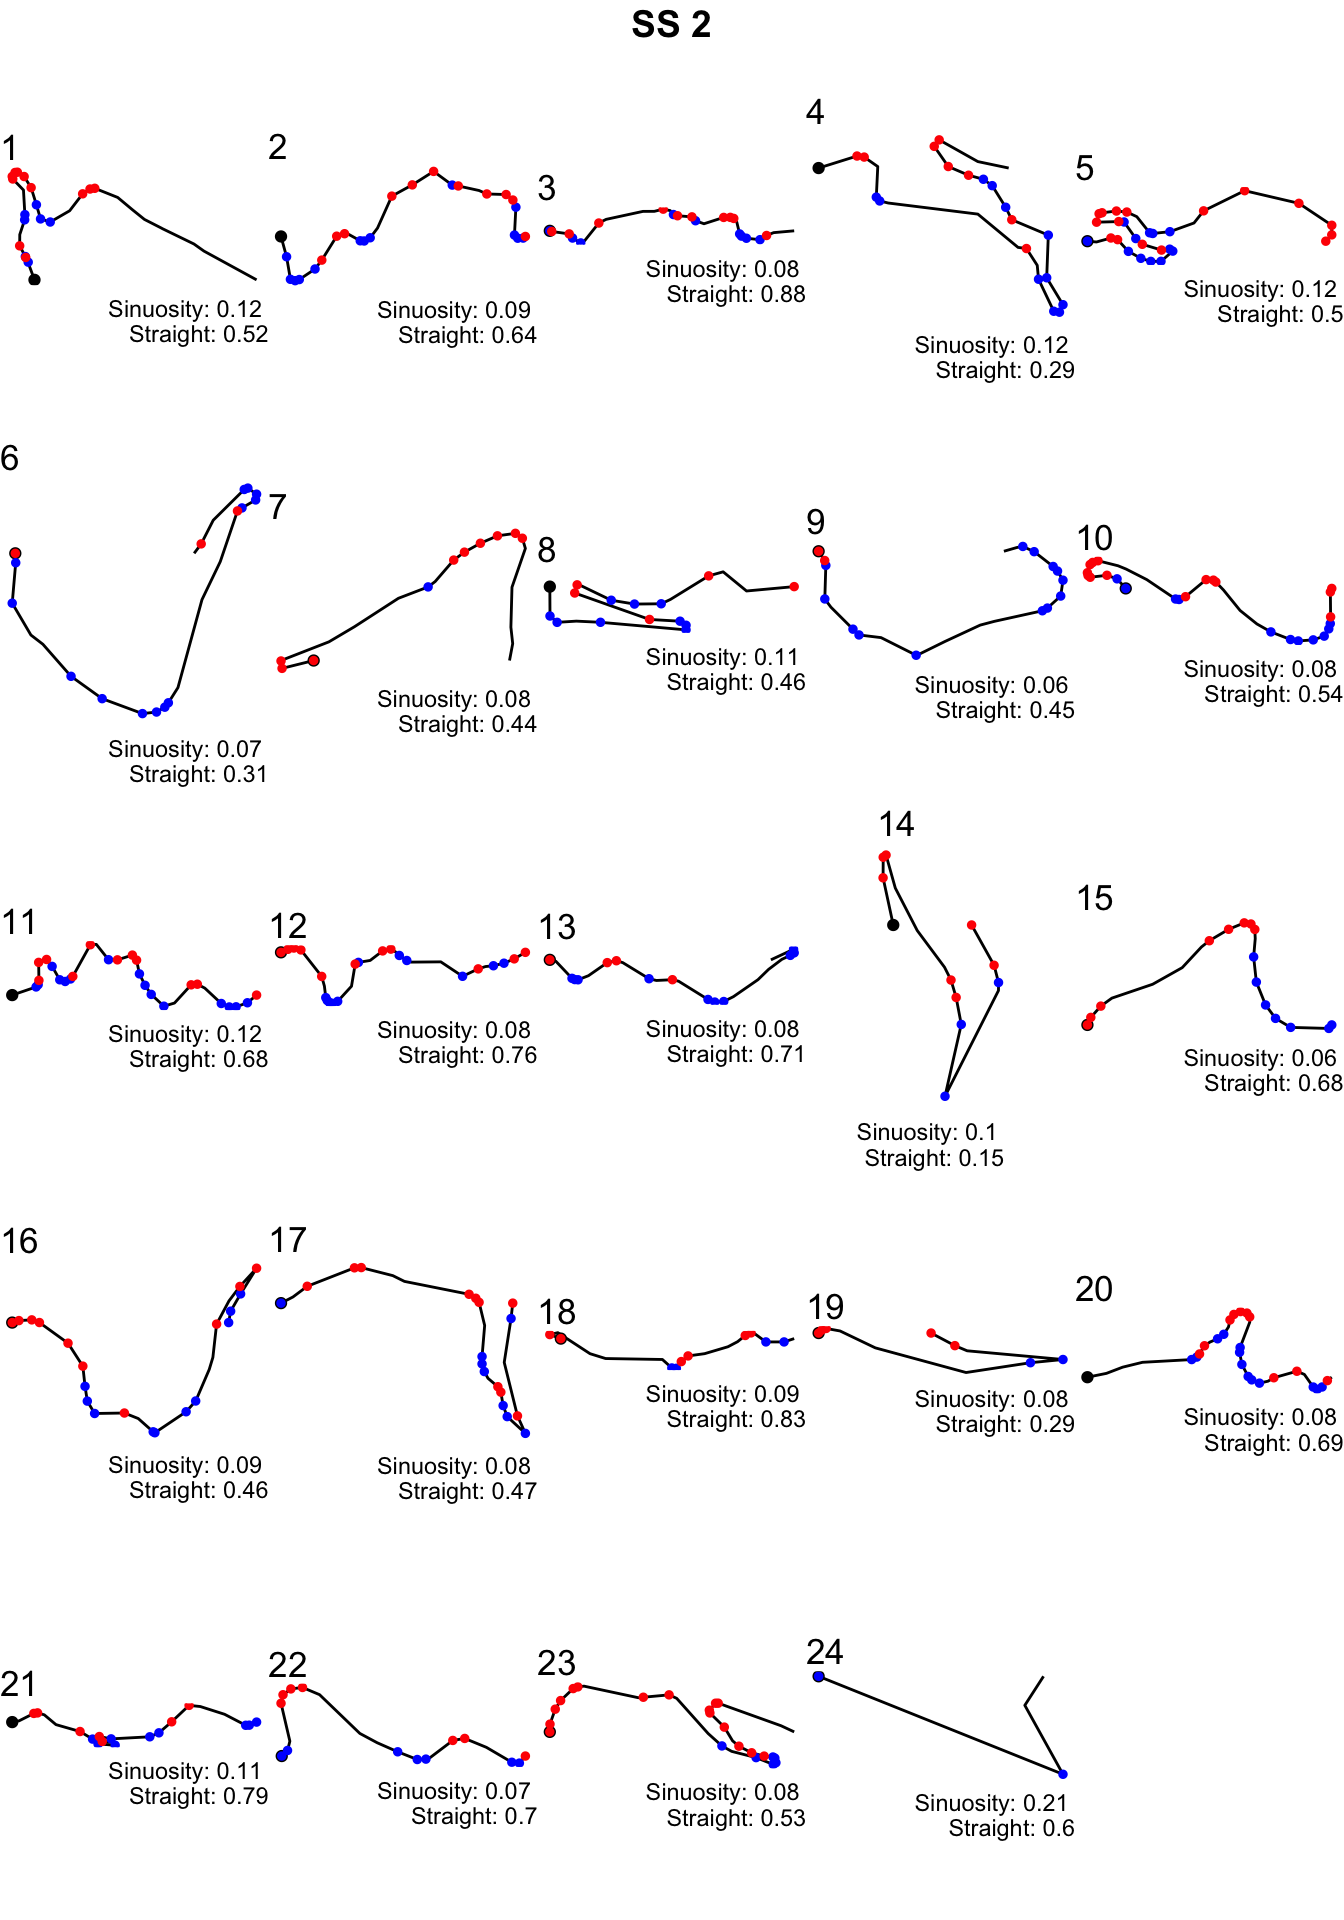 SS 2
1
Sinuosity: 0.12
Straight: 0.52
2
Sinuosity: 0.09
Straight: 0.64
3
Sinuosity: 0.08
Straight: 0.88
4
Sinuosity: 0.12
Straight: 0.29
5
Sinuosity: 0.12
Straight: 0.5
6
Sinuosity: 0.07
Straight: 0.31
7
Sinuosity: 0.08
Straight: 0.44
8
Sinuosity: 0.11
Straight: 0.46
9
Sinuosity: 0.06
Straight: 0.45
10
Sinuosity: 0.08
Straight: 0.54
11
Sinuosity: 0.12
Straight: 0.68
12
Sinuosity: 0.08
Straight: 0.76
13
Sinuosity: 0.08
Straight: 0.71
14
Sinuosity: 0.1
Straight: 0.15
15
Sinuosity: 0.06
Straight: 0.68
16
Sinuosity: 0.09
Straight: 0.46
17
Sinuosity: 0.08
Straight: 0.47
18
Sinuosity: 0.09
Straight: 0.83
19
Sinuosity: 0.08
Straight: 0.29
20
Sinuosity: 0.08
Straight: 0.69
21
Sinuosity: 0.11
Straight: 0.79
22
Sinuosity: 0.07
Straight: 0.7
23
Sinuosity: 0.08
Straight: 0.53
24
Sinuosity: 0.21
Straight: 0.6